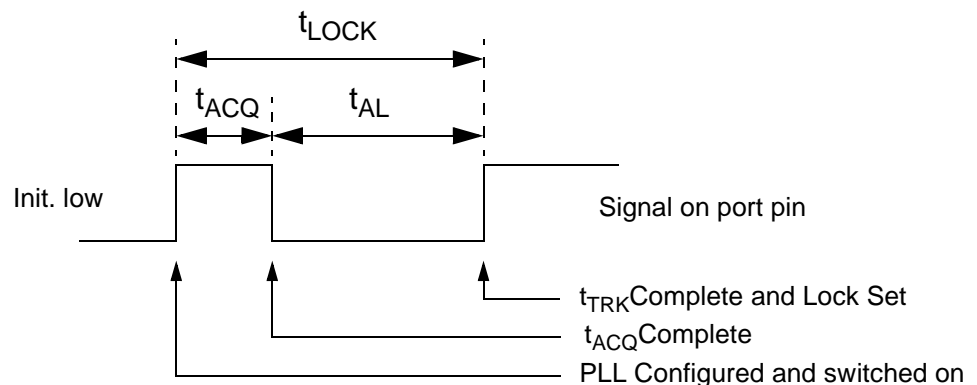 tLOCK
tACQ tAL
Init. low
Signal on port pin
tTRKComplete and Lock Set
tACQComplete
PLL Configured and switched on